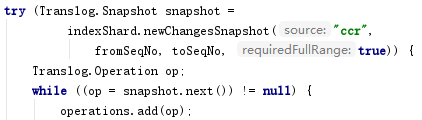 try (Translog.Snapshot snapshot =
indexShard.newChangesSnapshot( source: "ccr",
fromSeqNo, toSeqNo, requiredFullRange: true)) {
Translog.Operation op;
while ((op = snapshot.next()) != null) {
operations.add(op);